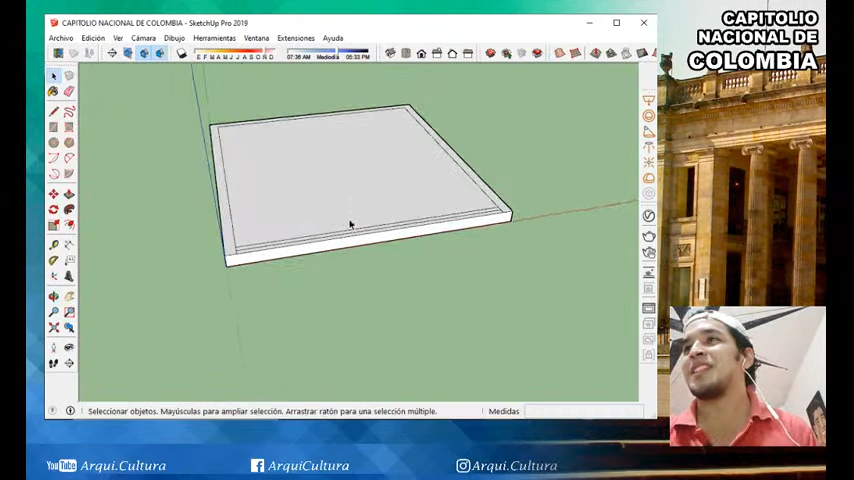 CAPITOLIO NACIONAL DE COLOMBIA - SketchUp Pro 2019
Archivo Edición Ver Cámara Dibujo Herramientas Ventana Extensiones Ayuda
E F M A M J J A S O N D 07:36 AM Mediodía 05:33 PM
Seleccionar objetos. Mayúsculas para ampliar selección. Arrastrar ratón para una selección múltiple.
Medidas
CAPITOLIO
NACIONAL DE
COLOMBIA
YouTube Arqui.Cultura
ArquiCultura
Arqui.Cultura